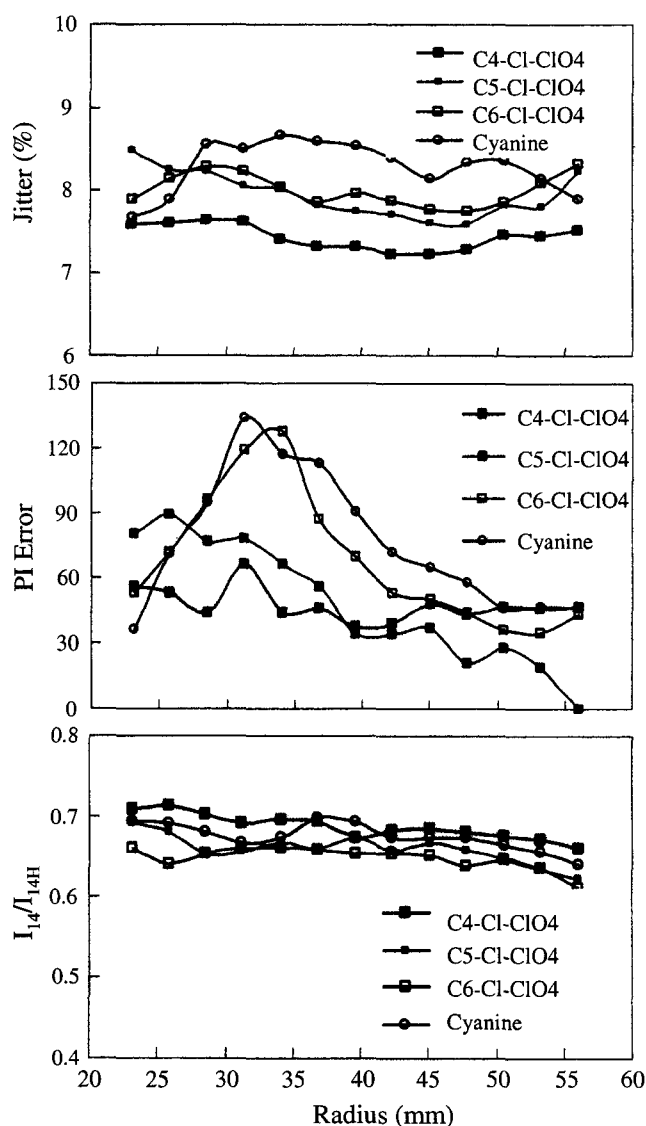 10
9
8
7
6
Jitter (%)
C4-Cl-ClO4
C5-Cl-ClO4
C6-Cl-ClO4
Cyanine
150
120
90
60
30
0
PI Error
C4-Cl-ClO4
C5-Cl-ClO4
C6-Cl-ClO4
Cyanine
0.8
0.7
0.6
0.5
0.4
I14/I14H
C4-Cl-ClO4
C5-Cl-ClO4
C6-Cl-ClO4
Cyanine
20 25 30 35 40 45 50 55 60
Radius (mm)